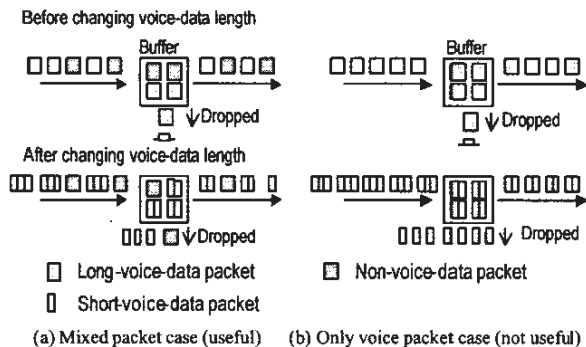 Before changing voice-data length
Buffer
Buffer
Dropped
Dropped
After changing voice-data length
Dropped
Dropped
Long-voice-data packet
Non-voice-data packet
Short-voice-data packet
(a) Mixed packet case (useful)
(b) Only voice packet case (not useful)